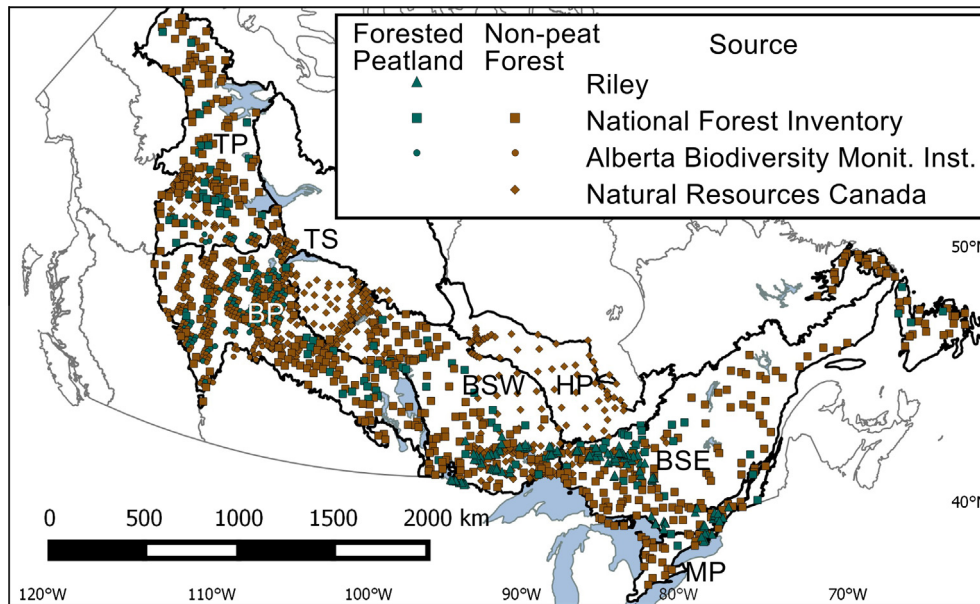 Forested Peatland
Non-peat Forest
Source
Riley
National Forest Inventory
Alberta Biodiversity Monit. Inst.
Natural Resources Canada
TP
TS
50°N
BP
BSW
HP
BSE
40°N
0 500 1000 1500 2000 km
MP
120°W 110°W 100°W 90°W 80°W 70°W